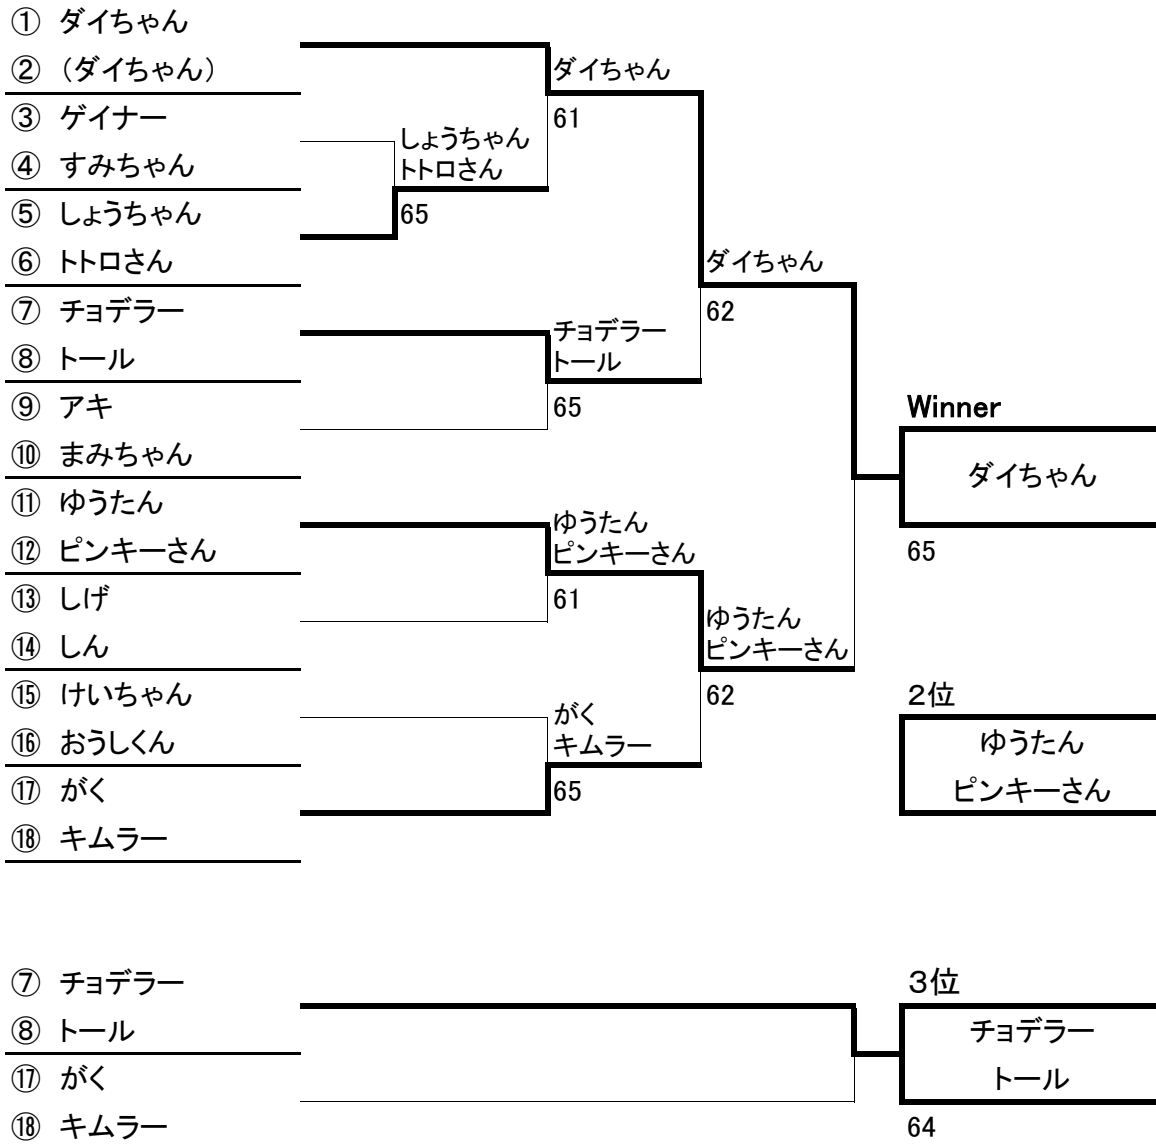 ① ダイちゃん
② （ダイちゃん）
③ ゲイナー
④ すみちゃん
⑤ しょうちゃん
⑥ トトロさん
⑦ チョデラー
⑧ トール
⑨ アキ
⑩ まみちゃん
⑪ ゆうたん
⑫ ピンキーさん
⑬ しげ
⑭ しん
⑮ けいちゃん
⑯ おうしくん
⑰ がく
⑱ キムラー
しょうちゃん
トトロさん
65
ダイちゃん
61
チョデラー
トール
65
ゆうたん
ピンキーさん
61
がく
キムラー
65
ダイちゃん
62
ゆうたん
ピンキーさん
62
Winner
ダイちゃん
65
２位
ゆうたん
ピンキーさん
⑦ チョデラー
⑧ トール
⑰ がく
⑱ キムラー
３位
チョデラー
トール
64